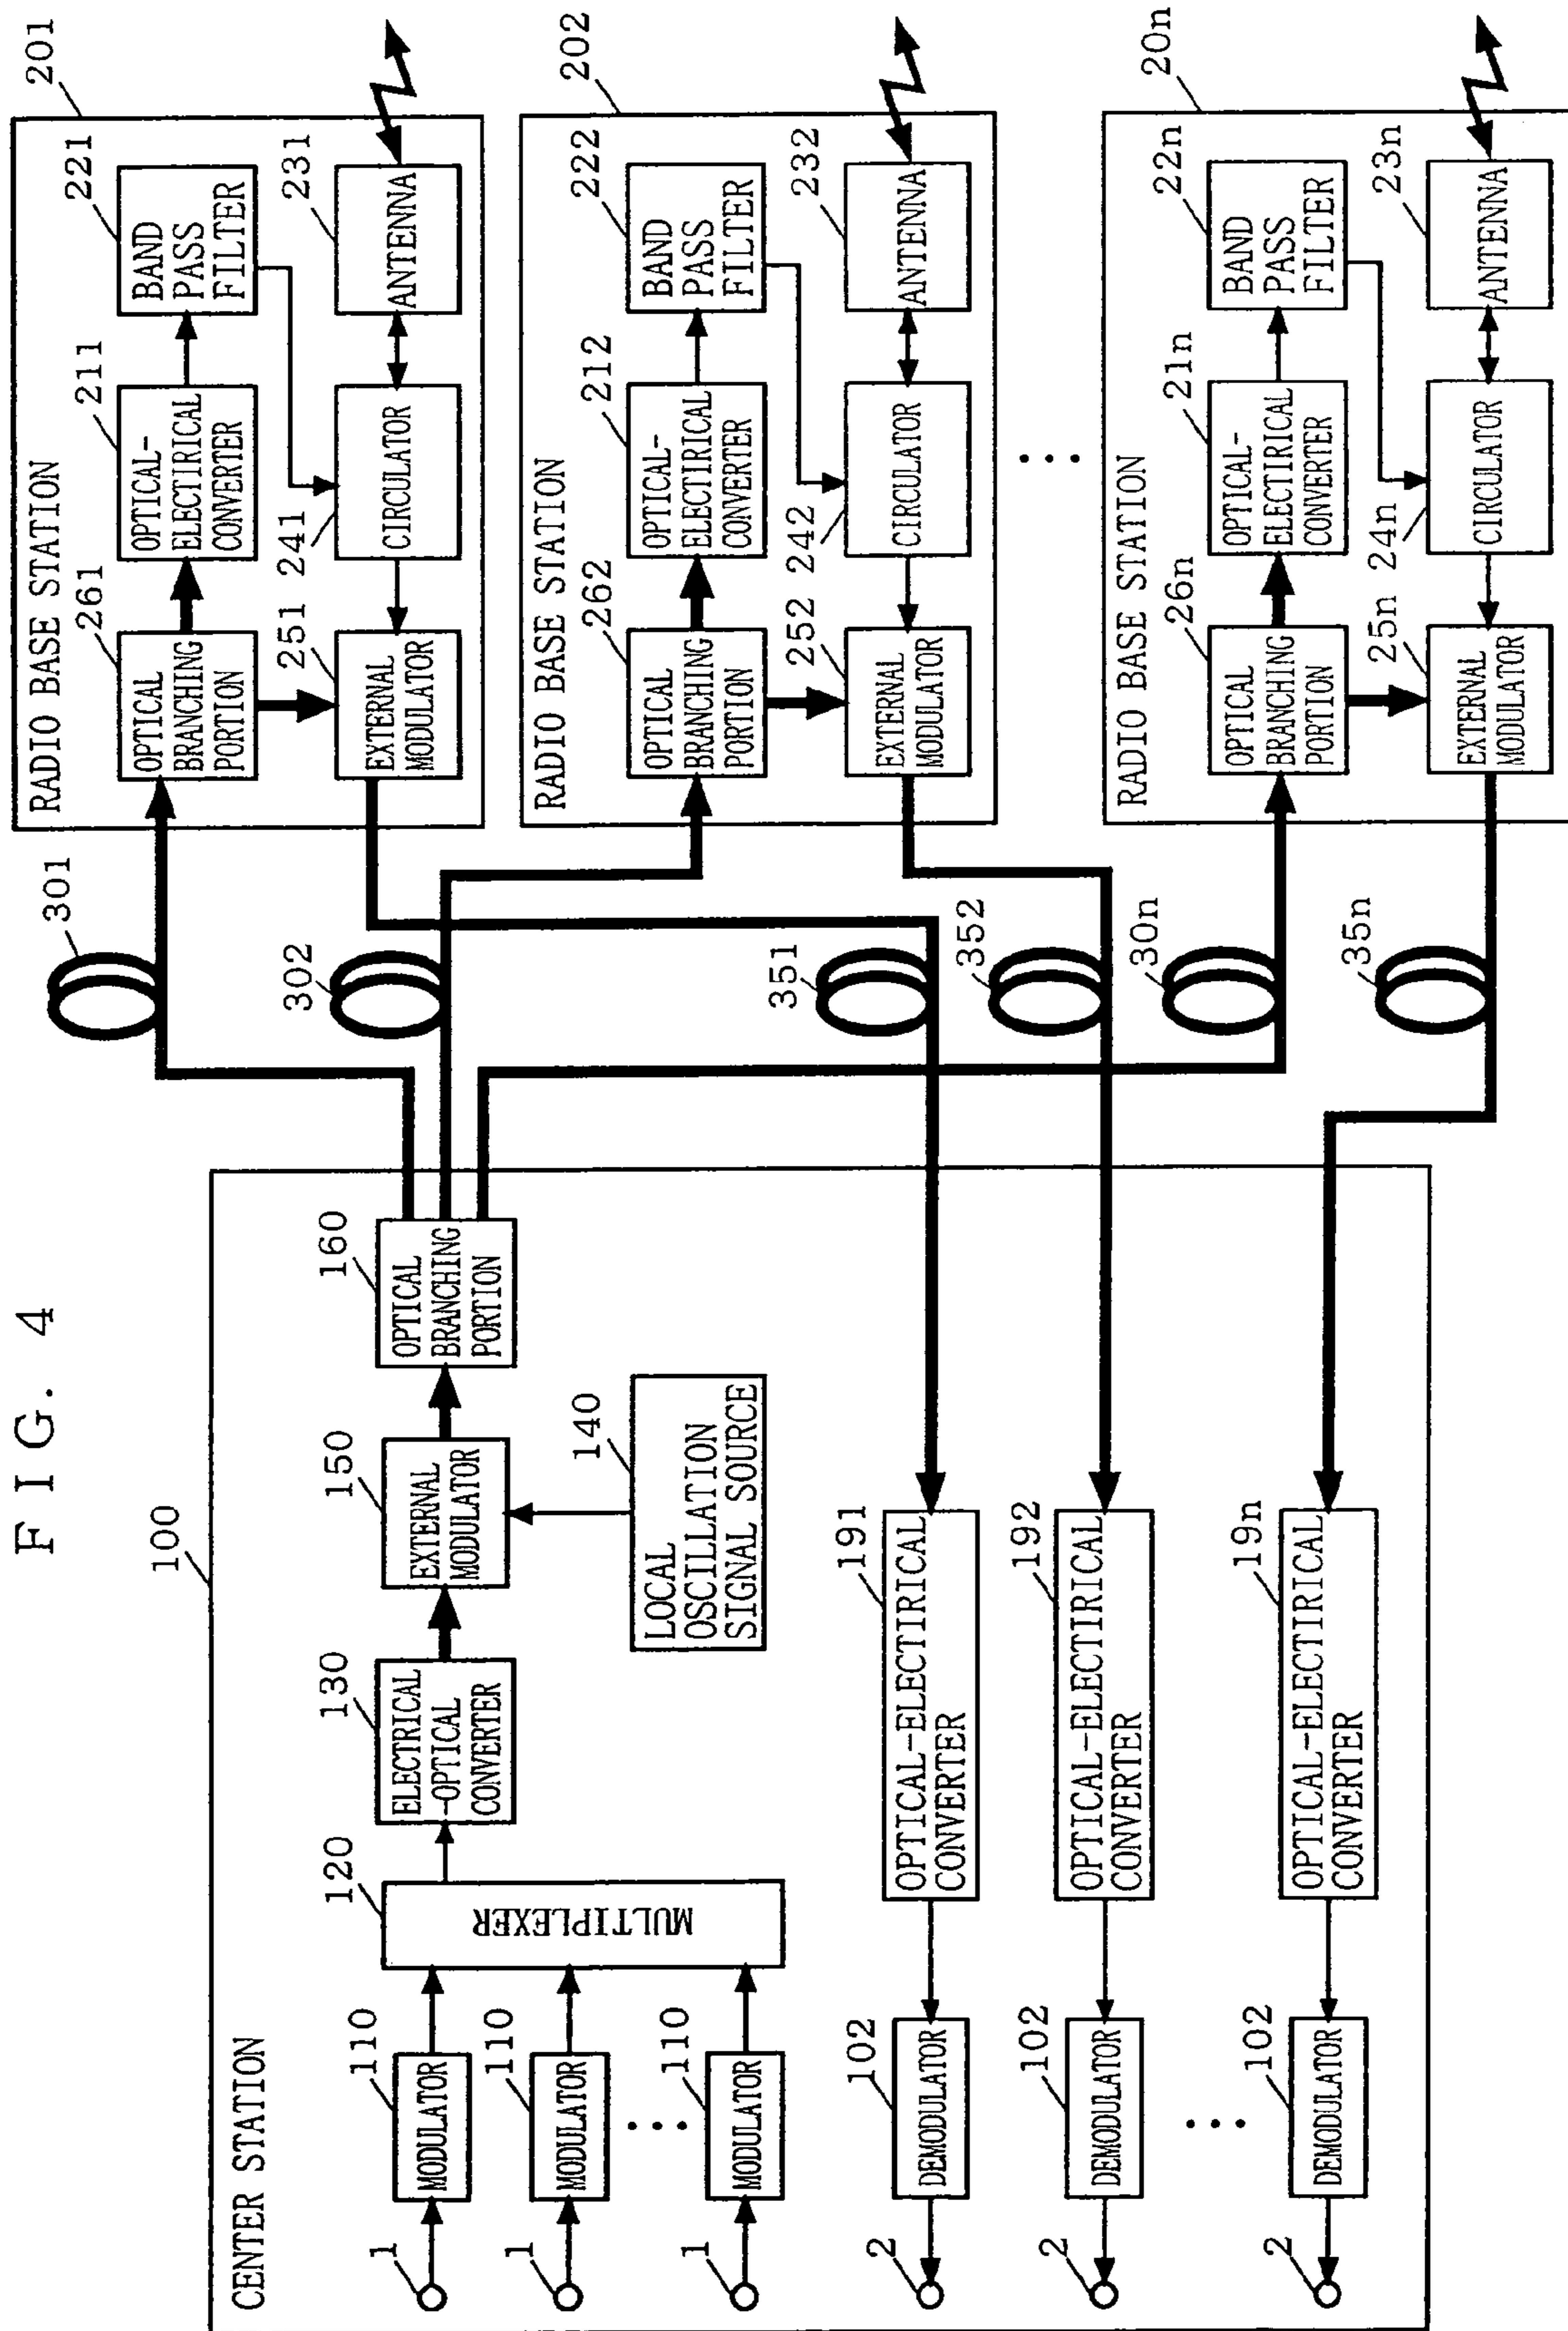 F I G. 4
100
CENTER STATION
1
110
MODULATOR
1
110
MODULATOR
1
110
MODULATOR
120
MULTIPLEXER
130
ELECTRICAL
-OPTICAL
CONVERTER
150
EXTERNAL
MODULATOR
140
LOCAL
OSCILLATION
SIGNAL SOURCE
160
OPTICAL
BRANCHING
PORTION
2
102
DEMODULATOR
191
OPTICAL-ELECTIRICAL
CONVERTER
2
102
DEMODULATOR
192
OPTICAL-ELECTIRICAL
CONVERTER
2
102
DEMODULATOR
19n
OPTICAL-ELECTIRICAL
CONVERTER
301
302
351
352
30n
35n
201
RADIO BASE STATION
261
OPTICAL
BRANCHING
PORTION
211
OPTICAL-
ELECTIRICAL
CONVERTER
221
BAND
PASS
FILTER
251
EXTERNAL
MODULATOR
241
CIRCULATOR
231
ANTENNA
202
RADIO BASE STATION
262
OPTICAL
BRANCHING
PORTION
212
OPTICAL-
ELECTIRICAL
CONVERTER
222
BAND
PASS
FILTER
252
EXTERNAL
MODULATOR
242
CIRCULATOR
232
ANTENNA
20n
RADIO BASE STATION
26n
OPTICAL
BRANCHING
PORTION
21n
OPTICAL-
ELECTIRICAL
CONVERTER
22n
BAND
PASS
FILTER
25n
EXTERNAL
MODULATOR
24n
CIRCULATOR
23n
ANTENNA